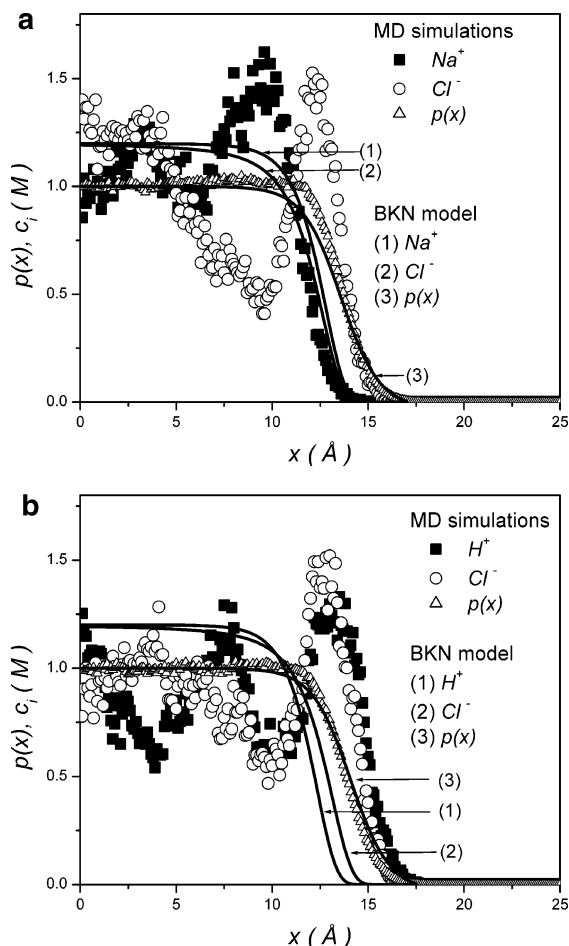 a
MD simulations
Na⁺
Cl⁻
p(x)
(1)
(2)
BKN model
(1) Na⁺
(2) Cl⁻
(3) p(x)
(3)
p(x), cᵢ ( M )
1.5
1.0
0.5
0.0
0 5 10 15 20 25
x ( Å )
b
MD simulations
H⁺
Cl⁻
p(x)
BKN model
(1) H⁺
(2) Cl⁻
(3) p(x)
(3)
(1)
(2)
p(x), cᵢ ( M )
1.5
1.0
0.5
0.0
0 5 10 15 20 25
x ( Å )